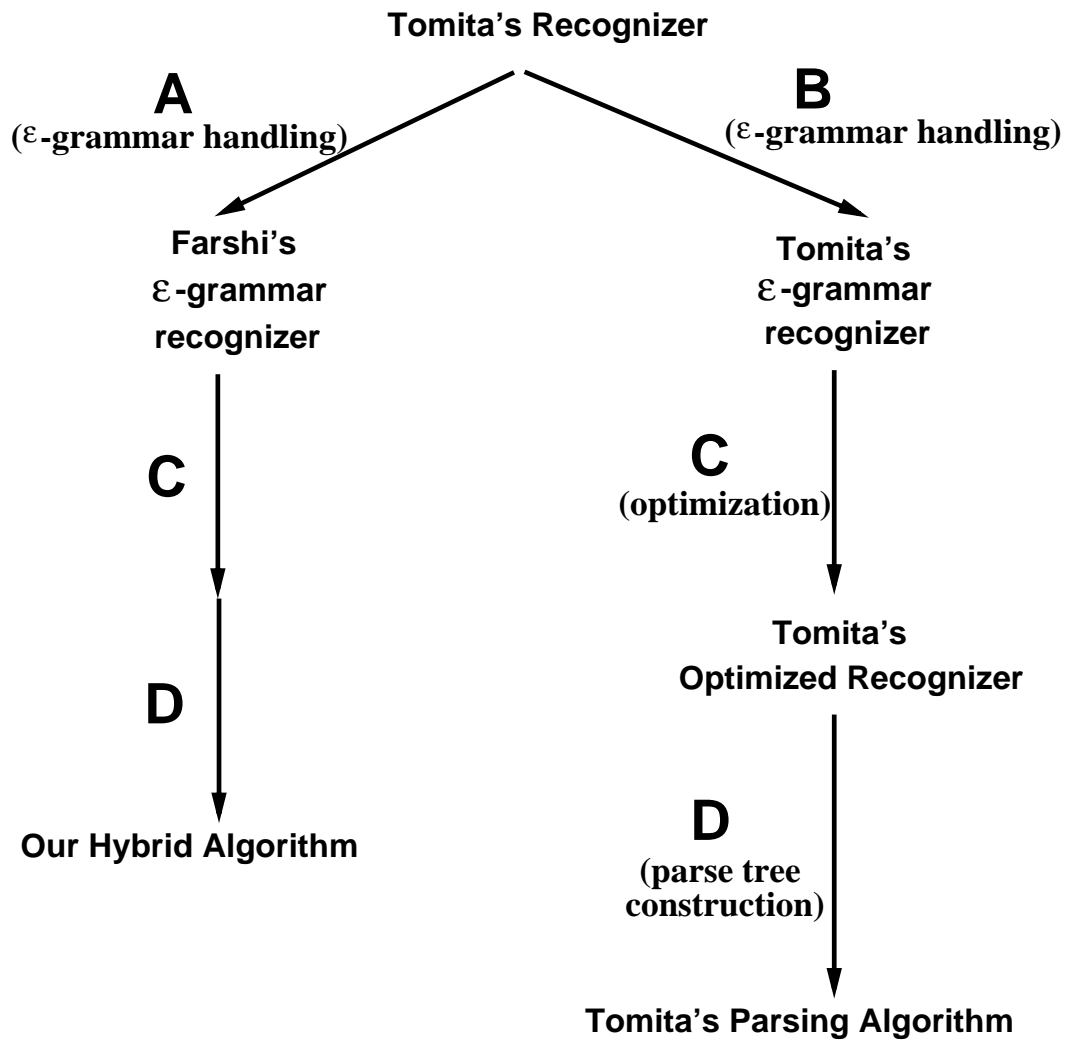 Tomita's Recognizer
A
(ε-grammar handling)
B
(ε-grammar handling)
Farshi's
ε-grammar
recognizer
Tomita's
ε-grammar
recognizer
C
C
(optimization)
Tomita's
Optimized Recognizer
D
Our Hybrid Algorithm
D
(parse tree
construction)
Tomita's Parsing Algorithm